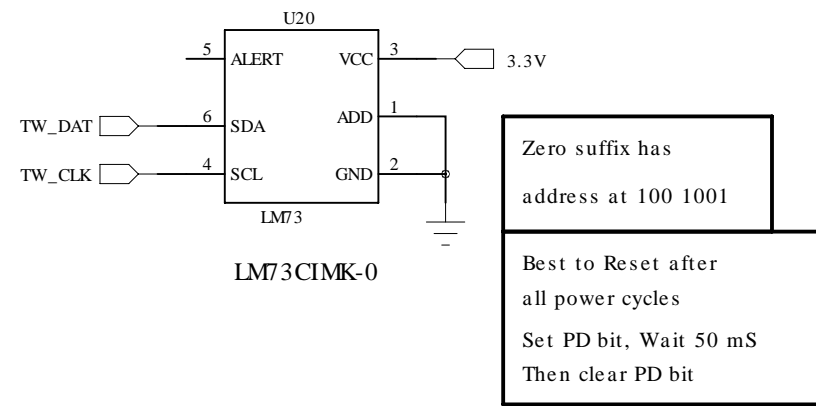 U20
5 ALERT VCC 3 3.3V
TW_DAT 6 SDA ADD 1
TW_CLK 4 SCL GND 2
LM73
LM73CIMK-0
Zero suffix has
address at 100 1001
Best to Reset after
all power cycles
Set PD bit, Wait 50 mS
Then clear PD bit